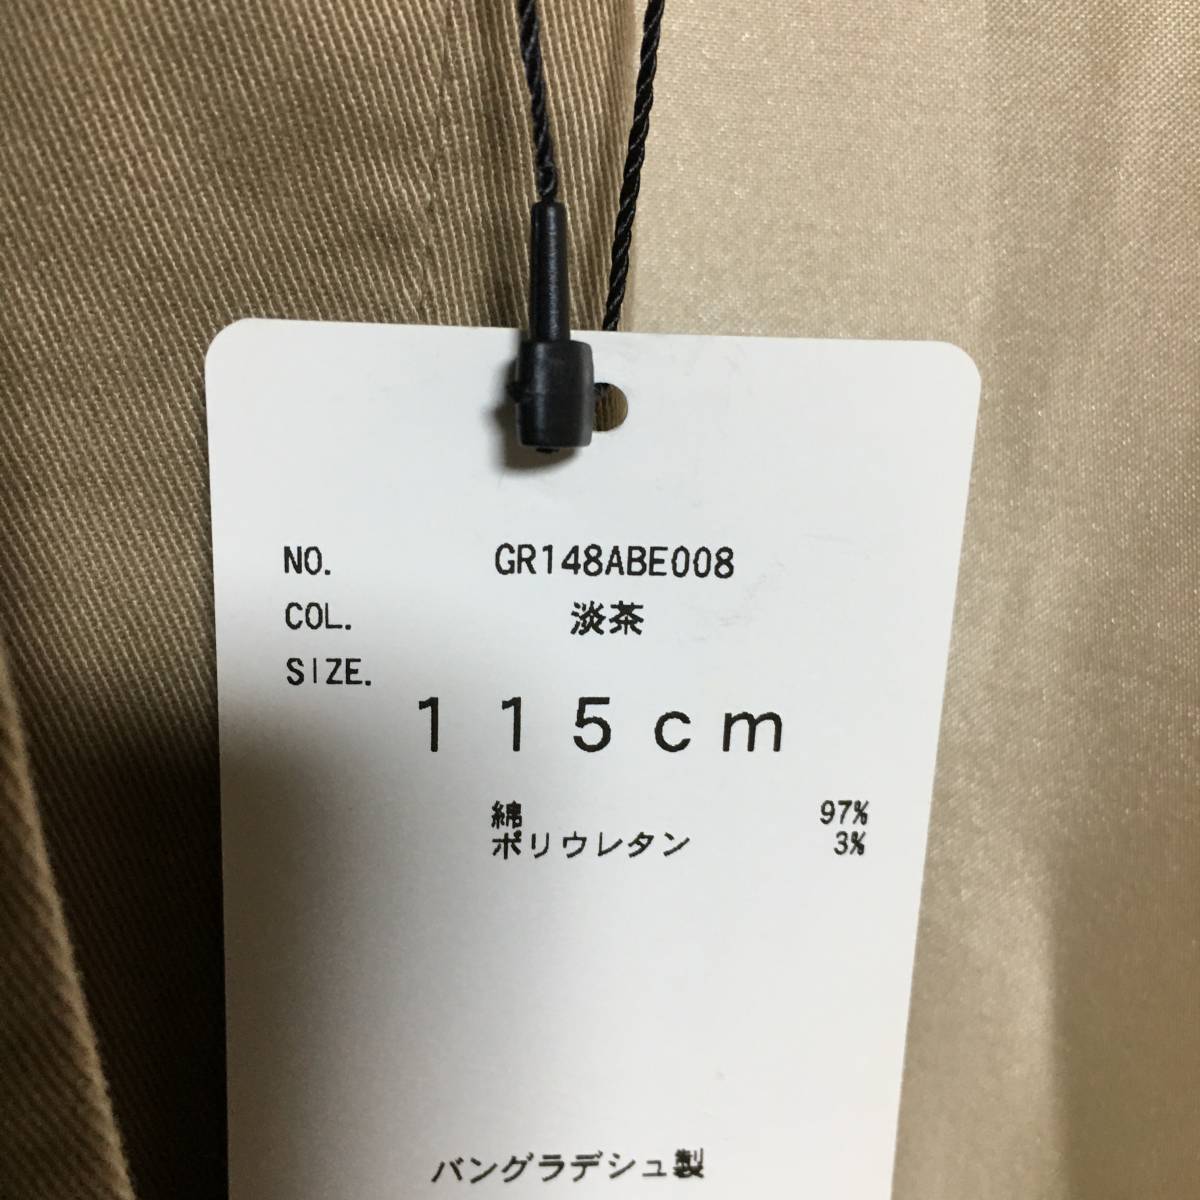 NO. GR148ABE008
COL. 淡茶
SIZE.
１１５ｃｍ
綿 97%
ポリウレタン 3%
バングラデシュ製